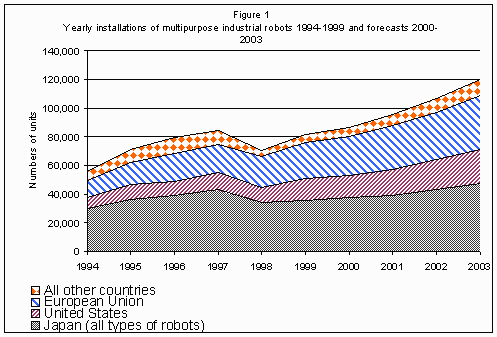 Figure 1
Yearly installations of multipurpose industrial robots 1994-1999 and forecasts 2000-
2003
140,000
120,000
100,000
80,000
60,000
40,000
20,000
0
Numbers of units
1994 1995 1996 1997 1998 1999 2000 2001 2002 2003
All other countries
European Union
United States
Japan (all types of robots)